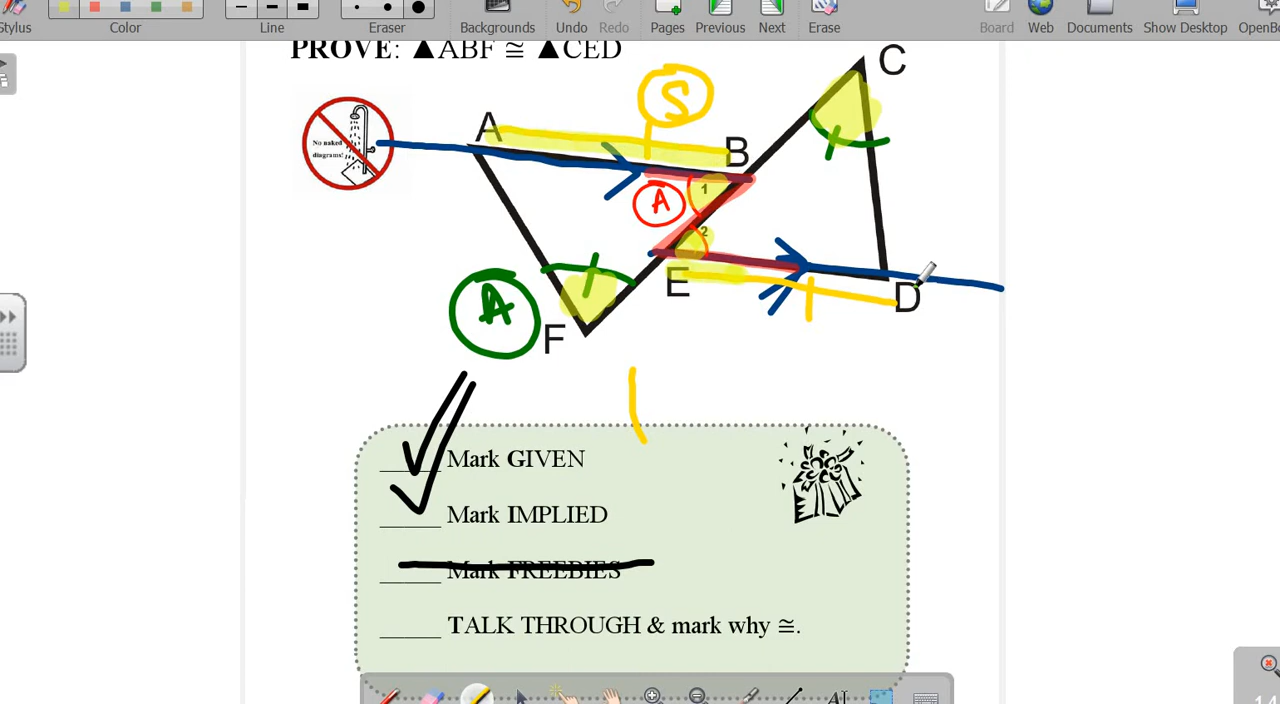 Stylus Color Line Eraser Backgrounds Undo Redo Pages Previous Next Erase Board Web Documents Show Desktop OpenBo
PROVE: ▲ABF ≅ ▲CED
C
S
A
B
No naked
diagrams!
1
A
2
E
D
A
F
Mark GIVEN
Mark IMPLIED
Mark FREEBIES
TALK THROUGH & mark why ≅.